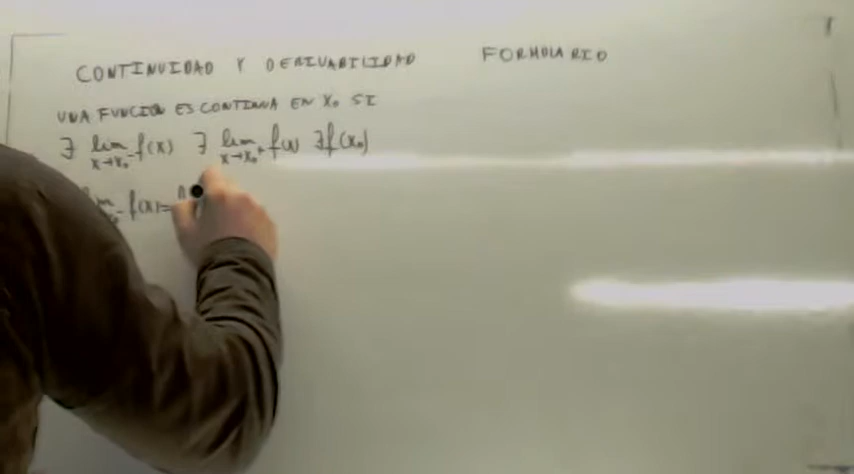 CONTINUIDAD Y DERIVABILIDAD FORMULARIO
UNA FUNCION ES CONTINUA EN X₀ SI
∃ lim x→x₀⁻ f(x) ∃ lim x→x₀⁺ f(x) ∃f(x₀)
f(x)=